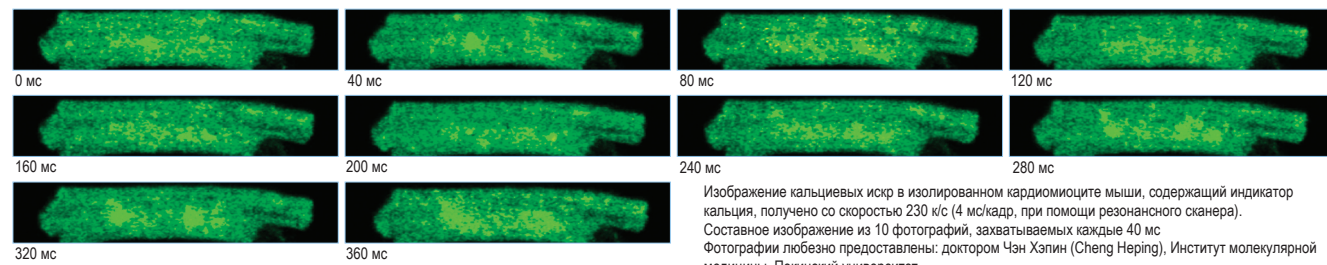 0 мс
40 мс
80 мс
120 мс
160 мс
200 мс
240 мс
280 мс
320 мс
360 мс
Изображение кальциевых искр в изолированном кардиомиоците мыши, содержащий индикатор
кальция, получено со скоростью 230 к/с (4 мс/кадр, при помощи резонансного сканера).
Составное изображение из 10 фотографий, захватываемых каждые 40 мс
Фотографии любезно предоставлены: доктором Чэн Хэпин (Cheng Heping), Институт молекулярной
медицины, Пекинский университет